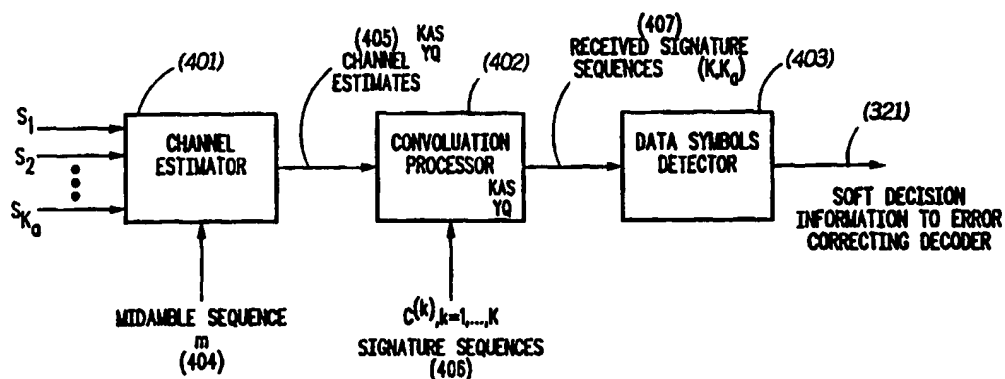 (401)
(405) KAS
YQ
CHANNEL
ESTIMATES
(402)
(407)
RECEIVED SIGNATURE
SEQUENCES (K,Ka)
(403)
(321)
S1
S2
SKa
CHANNEL
ESTIMATOR
CONVOLUATION
PROCESSOR
KAS
YQ
DATA SYMBOLS
DETECTOR
SOFT DECISION
INFORMATION TO ERROR
CORRECTING DECODER
MIDAMBLE SEQUENCE
m
(404)
C(k),k=1,...,K
SIGNATURE SEQUENCES
(406)